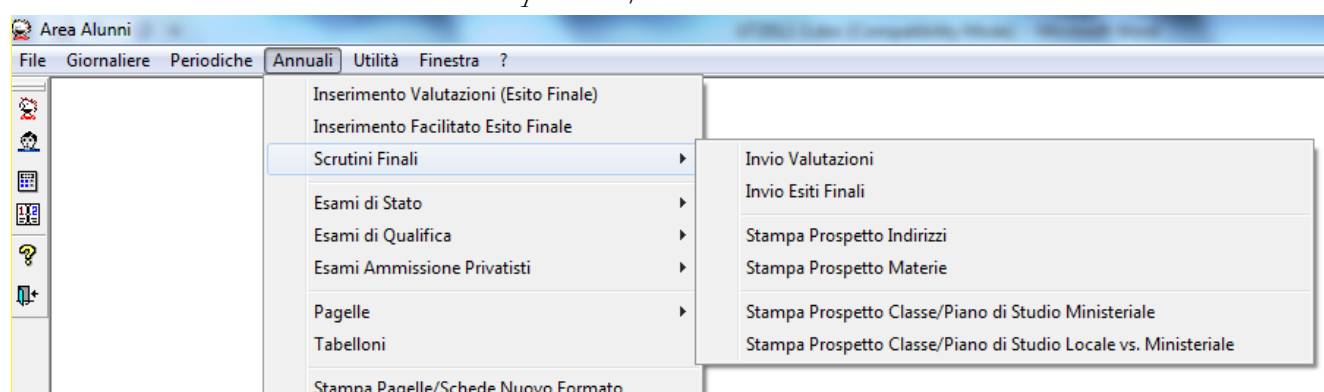 Area Alunni
File Giornaliere Periodiche Annuali Utilità Finestra ?
Inserimento Valutazioni (Esito Finale)
Inserimento Facilitato Esito Finale
Scrutini Finali
Esami di Stato
Esami di Qualifica
Esami Ammissione Privatisti
Pagelle
Tabelloni
Stampa Pagelle/Schede Nuovo Formato
Invio Valutazioni
Invio Esiti Finali
Stampa Prospetto Indirizzi
Stampa Prospetto Materie
Stampa Prospetto Classe/Piano di Studio Ministeriale
Stampa Prospetto Classe/Piano di Studio Locale vs. Ministeriale